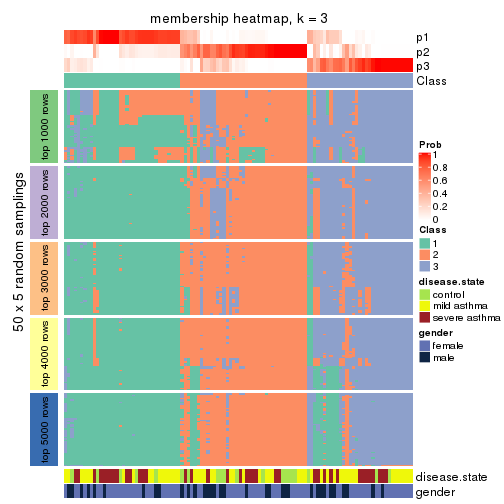 membership heatmap, k = 3
p1
p2
p3
Class
50 x 5 random samplings
top 1000 rows
top 2000 rows
top 3000 rows
top 4000 rows
top 5000 rows
Prob
1
0.8
0.6
0.4
0.2
0
Class
1
2
3
disease.state
control
mild asthma
severe asthma
gender
female
male
disease.state
gender